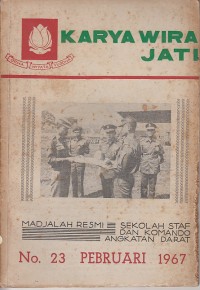 KARYA WIRA
JATI
MADJALAH RESMI
SEKOLAH STAF
DAN KOMANDO
ANGKATAN DARAT
No. 23 PEBRUARI 1967